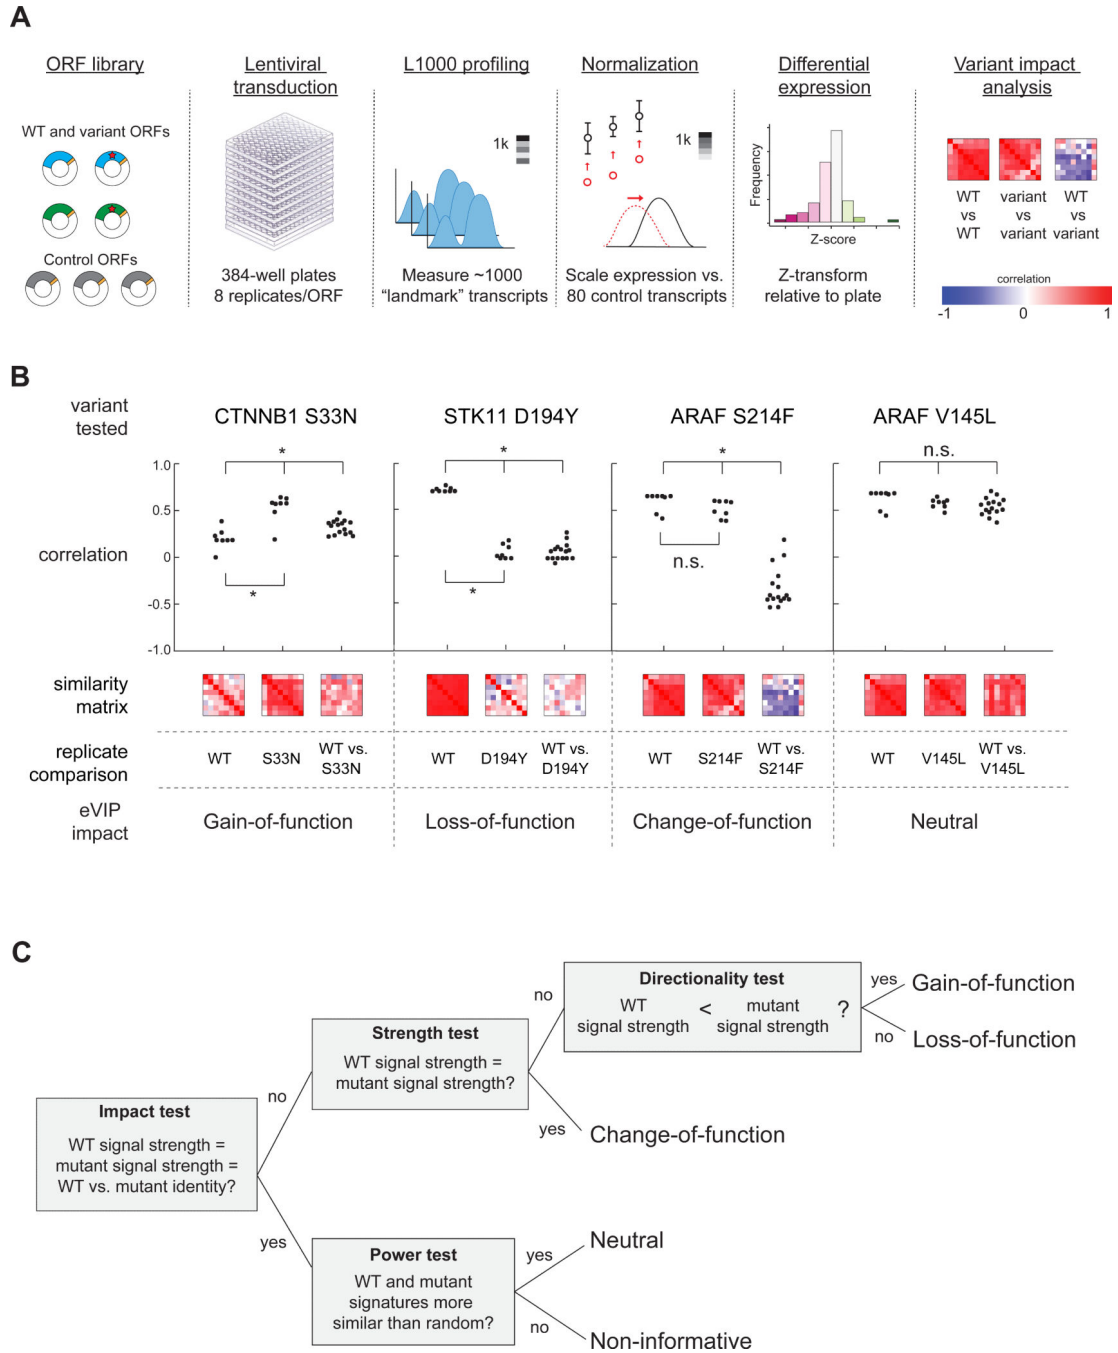 A
ORF library
WT and variant ORFs
Control ORFs
Lentiviral
transduction
384-well plates
8 replicates/ORF
L1000 profiling
1k
Measure ~1000
“landmark” transcripts
Normalization
1k
Scale expression vs.
80 control transcripts
Differential
expression
Frequency
Z-score
Z-transform
relative to plate
Variant impact
analysis
WT
vs
WT
variant
vs
variant
WT
vs
variant
correlation
-1 0 1
B
variant
tested
CTNNB1 S33N
STK11 D194Y
ARAF S214F
ARAF V145L
correlation
1.0
0.5
0
-0.5
-1.0
*
*
*
*
*
n.s.
n.s.
similarity
matrix
replicate
comparison
WT
S33N
WT vs.
S33N
WT
D194Y
WT vs.
D194Y
WT
S214F
WT vs.
S214F
WT
V145L
WT vs.
V145L
eVIP
impact
Gain-of-function
Loss-of-function
Change-of-function
Neutral
C
Impact test
WT signal strength =
mutant signal strength =
WT vs. mutant identity?
no
yes
Strength test
WT signal strength =
mutant signal strength?
no
yes
Directionality test
WT
signal strength
<
mutant
signal strength
?
yes
Gain-of-function
no
Loss-of-function
Change-of-function
Power test
WT and mutant
signatures more
similar than random?
yes
Neutral
no
Non-informative